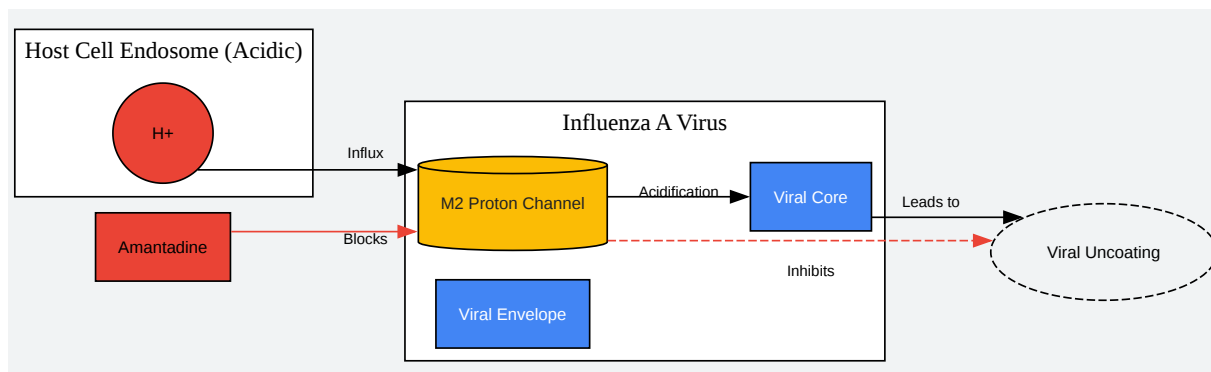 Host Cell Endosome (Acidic)
H+
Influenza A Virus
Influx
M2 Proton Channel
Acidification
Viral Core
Leads to
Amantadine
Blocks
Viral Uncoating
Inhibits
Viral Envelope